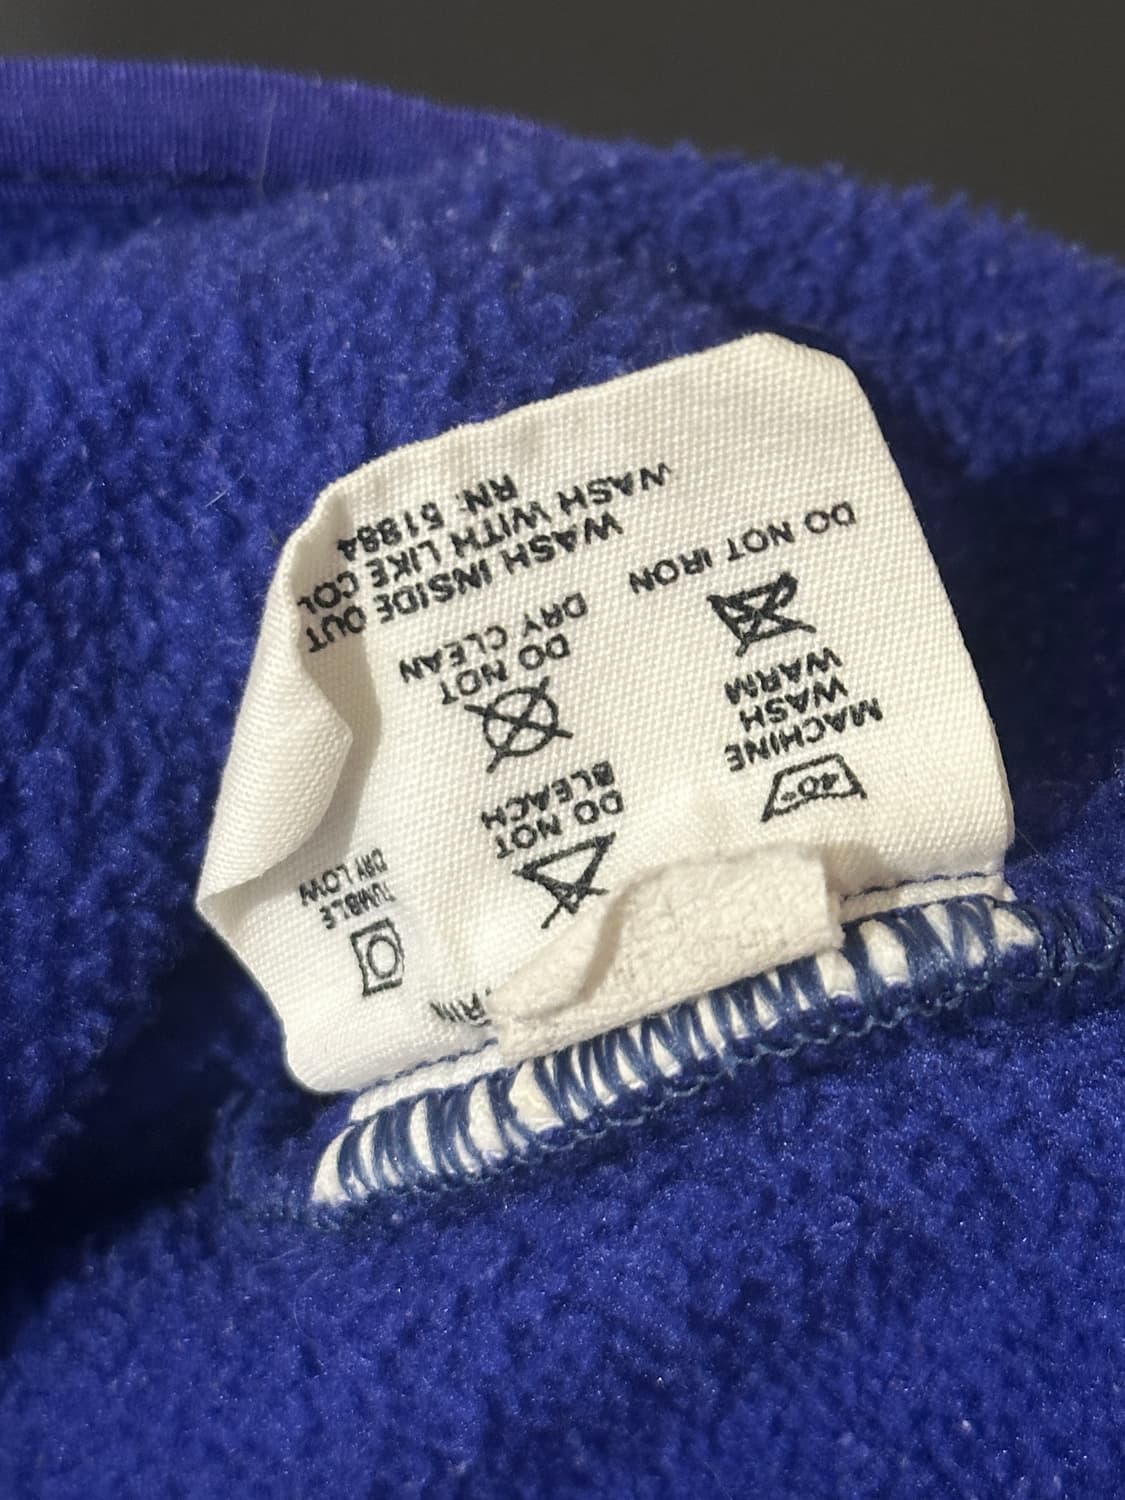 40°
MACHINE
WASH
WARM
DO NOT IRON
DO NOT
BLEACH
DO NOT
DRY CLEAN
TUMBLE
DRY LOW
WASH INSIDE OUT
WASH WITH LIKE COL
RN: 51884